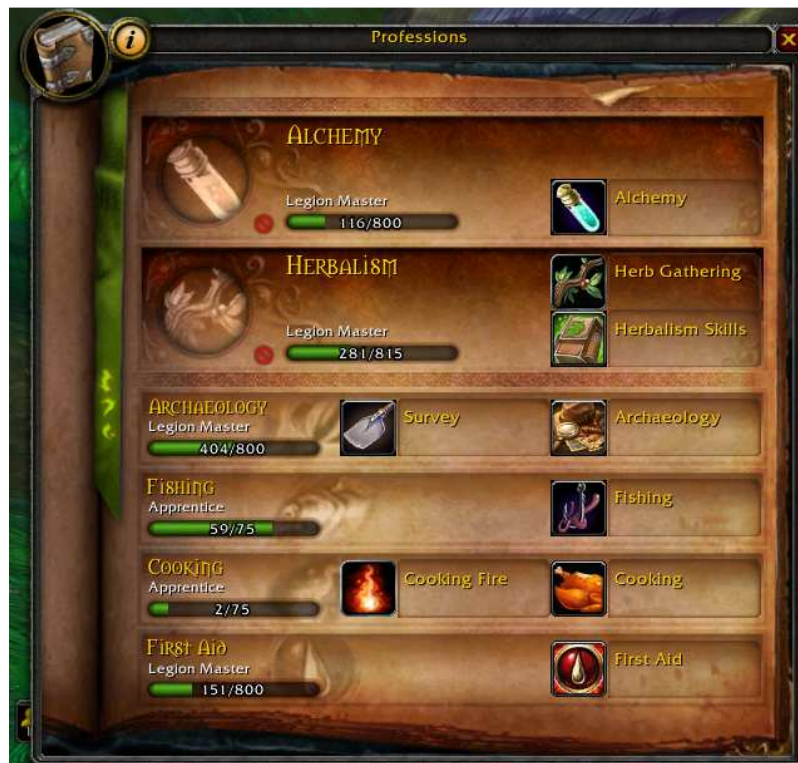 Professions
Alchemy
Legion Master
116/800
Alchemy
Herbalism
Herb Gathering
Legion Master
281/815
Herbalism Skills
Archaeology
Legion Master
404/800
Survey
Archaeology
Fishing
Apprentice
59/75
Fishing
Cooking
Apprentice
2/75
Cooking Fire
Cooking
First Aid
Legion Master
151/800
First Aid